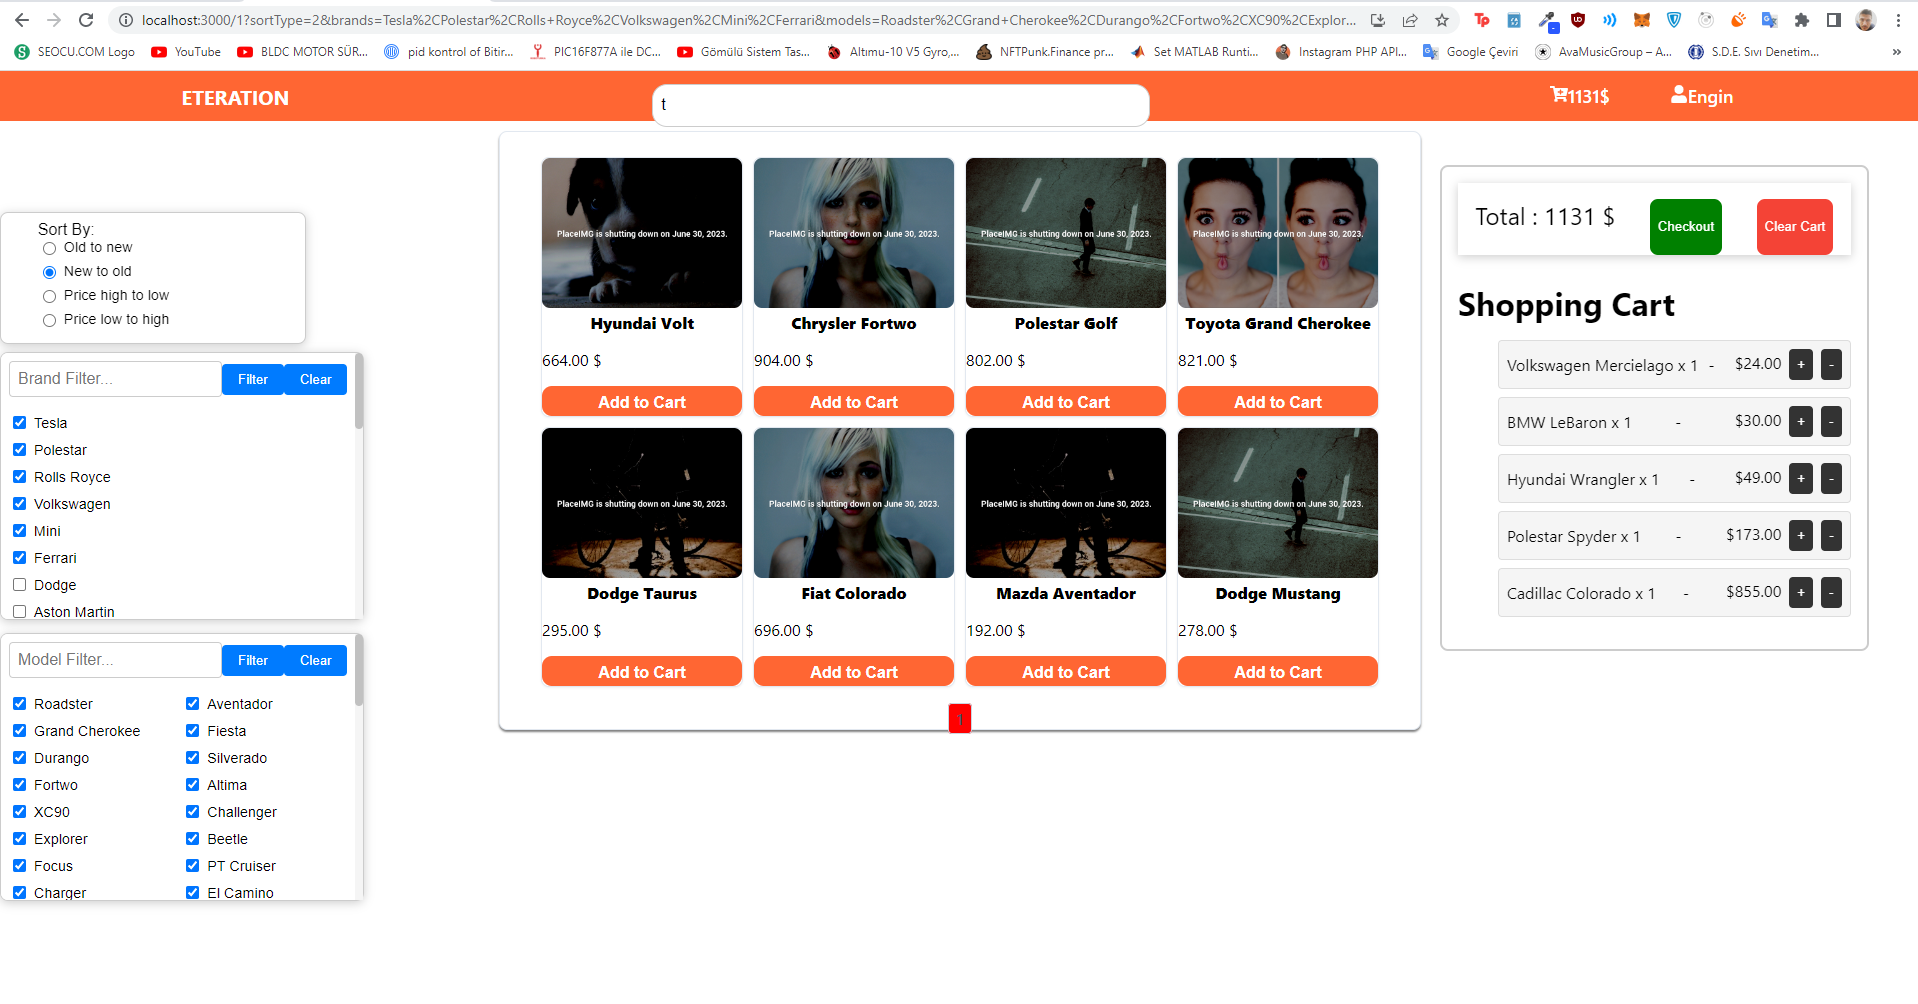 localhost:3000/1?sortType=2&brands=Tesla%2CPolestar%2CRolls+Royce%2CVolkswagen%2CMini%2CFerrari&models=Roadster%2CGrand+Cherokee%2CDurango%2CFortwo%2CXC90%2CExplor...
SEOCU.COM Logo
YouTube
BLDC MOTOR SÜR...
pid kontrol of Bitir...
PIC16F877A ile DC...
Gömülü Sistem Tas...
Altımu-10 V5 Gyro,...
NFTPunk.Finance pr...
Set MATLAB Runti...
Instagram PHP API...
Google Çeviri
AvaMusicGroup – A...
S.D.E. Sıvı Denetim...
»
ETERATION
t
1131$
Engin
Sort By:
Old to new
New to old
Price high to low
Price low to high
Brand Filter...
Filter
Clear
Tesla
Polestar
Rolls Royce
Volkswagen
Mini
Ferrari
Dodge
Aston Martin
Model Filter...
Filter
Clear
Roadster
Aventador
Grand Cherokee
Fiesta
Durango
Silverado
Fortwo
Altima
XC90
Challenger
Explorer
Beetle
Focus
PT Cruiser
Charger
El Camino
PlaceIMG is shutting down on June 30, 2023.
PlaceIMG is shutting down on June 30, 2023.
PlaceIMG is shutting down on June 30, 2023.
PlaceIMG is shutting down on June 30, 2023.
Hyundai Volt
Chrysler Fortwo
Polestar Golf
Toyota Grand Cherokee
664.00 $
904.00 $
802.00 $
821.00 $
Add to Cart
Add to Cart
Add to Cart
Add to Cart
PlaceIMG is shutting down on June 30, 2023.
PlaceIMG is shutting down on June 30, 2023.
PlaceIMG is shutting down on June 30, 2023.
PlaceIMG is shutting down on June 30, 2023.
Dodge Taurus
Fiat Colorado
Mazda Aventador
Dodge Mustang
295.00 $
696.00 $
192.00 $
278.00 $
Add to Cart
Add to Cart
Add to Cart
Add to Cart
1
Total : 1131 $
Checkout
Clear Cart
Shopping Cart
Volkswagen Mercielago x 1 - $24.00 + -
BMW LeBaron x 1 - $30.00 + -
Hyundai Wrangler x 1 - $49.00 + -
Polestar Spyder x 1 - $173.00 + -
Cadillac Colorado x 1 - $855.00 + -